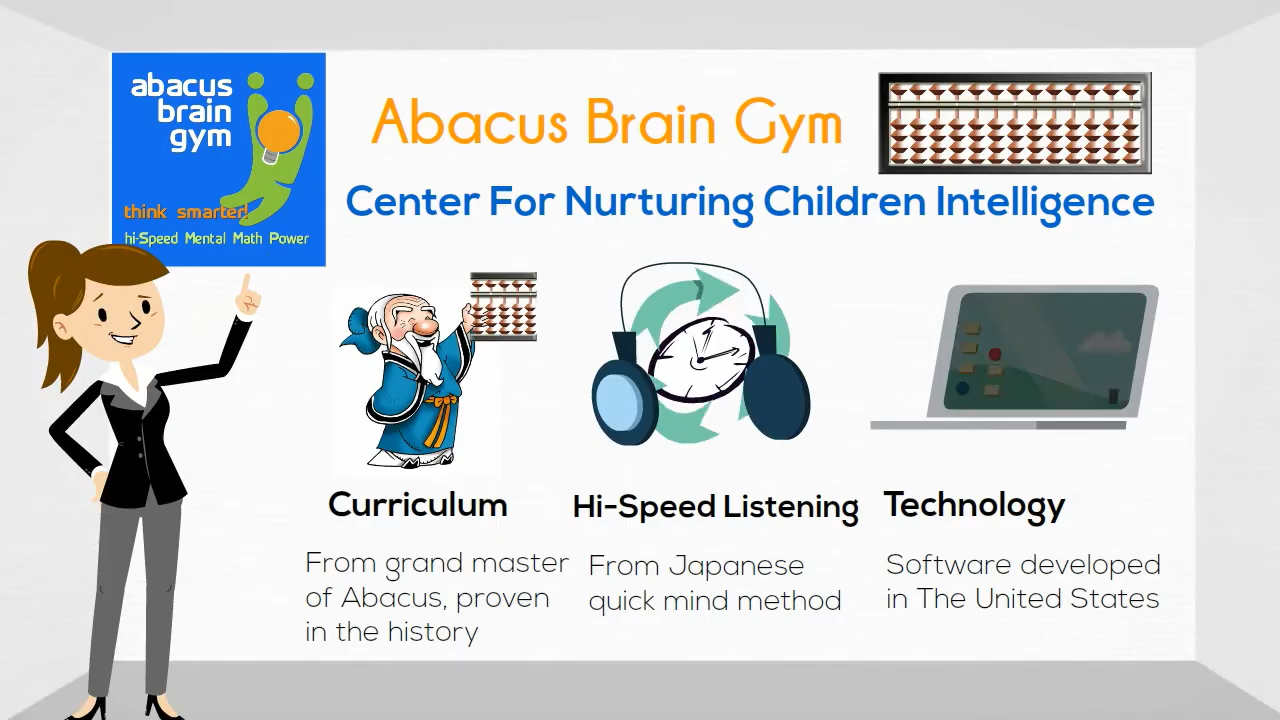 abacus
brain
gym
think smarter!
hi-Speed Mental Math Power
Abacus Brain Gym
Center For Nurturing Children Intelligence
Curriculum
From grand master
of Abacus, proven
in the history
Hi-Speed Listening
From Japanese
quick mind method
Technology
Software developed
in The United States